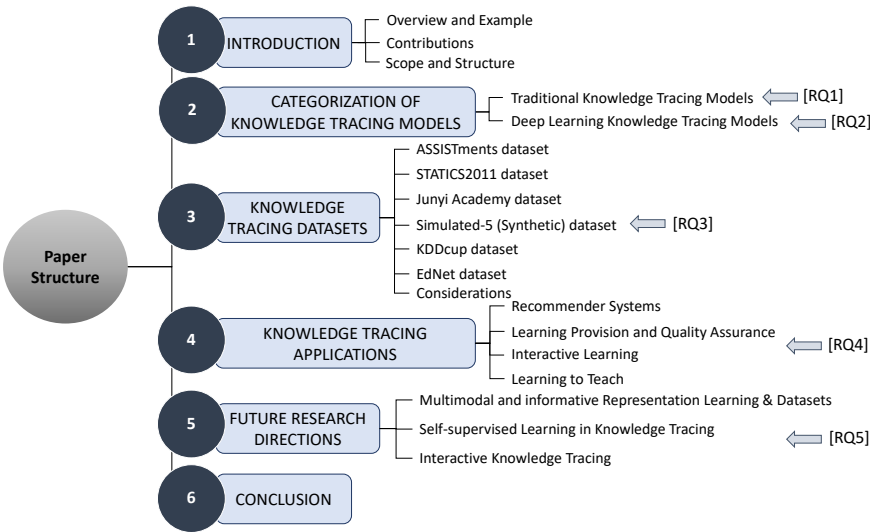 Paper
Structure
1
INTRODUCTION
Overview and Example
Contributions
Scope and Structure
2
CATEGORIZATION OF
KNOWLEDGE TRACING MODELS
Traditional Knowledge Tracing Models
[RQ1]
Deep Learning Knowledge Tracing Models
[RQ2]
3
KNOWLEDGE
TRACING DATASETS
ASSISTments dataset
STATICS2011 dataset
Junyi Academy dataset
Simulated-5 (Synthetic) dataset
[RQ3]
KDDcup dataset
EdNet dataset
Considerations
4
KNOWLEDGE TRACING
APPLICATIONS
Recommender Systems
Learning Provision and Quality Assurance
Interactive Learning
Learning to Teach
[RQ4]
5
FUTURE RESEARCH
DIRECTIONS
Multimodal and informative Representation Learning & Datasets
Self-supervised Learning in Knowledge Tracing
Interactive Knowledge Tracing
[RQ5]
6
CONCLUSION